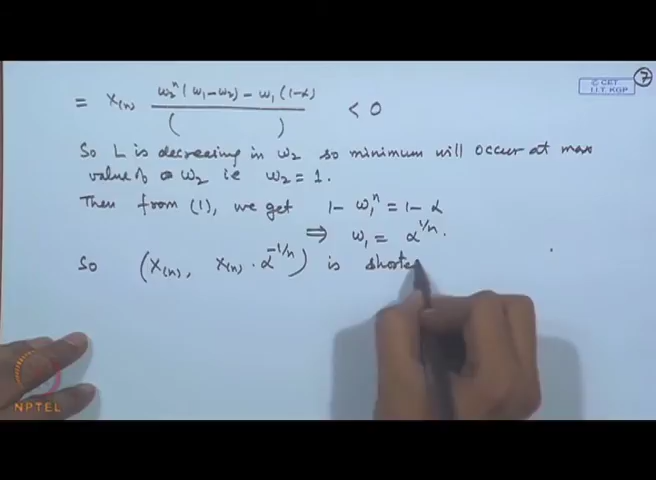 © CET
I.I.T. KGP
7
= X(n) ω₂ⁿ(ω₁-ω₂) - ω₁(1-α) / ( ) < 0
So L is decreasing in ω₂ so minimum will occur at max
value of ω₂ i.e ω₂ = 1.
Then from (1), we get 1- ω₁ⁿ = 1- α
⇒ ω₁ = α^(1/n).
So (X(n), X(n) · α^(-1/n)) is shorte
NPTEL